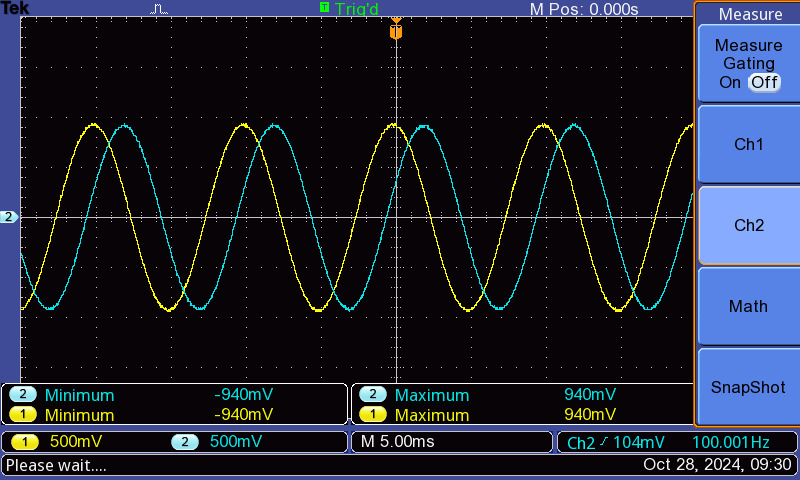 Tek T Trig'd M Pos: 0.000s
T
Measure
Measure
Gating
On Off
Ch1
Ch2
Math
SnapShot
2
2 Minimum -940mV 2 Maximum 940mV
1 Minimum -940mV 1 Maximum 940mV
1 500mV 2 500mV M 5.00ms Ch2 104mV 100.001Hz
Please wait.... Oct 28, 2024, 09:30